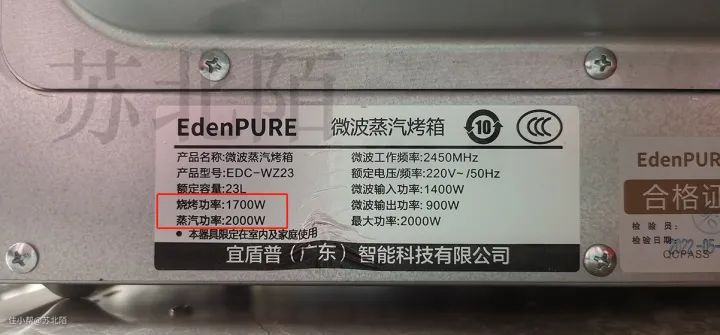 苏北陌
EdenPURE 微波蒸汽烤箱 10 CCC
产品名称:微波蒸汽烤箱 微波工作频率:2450MHz
产品型号:EDC-WZ23 额定电压/频率:220V~/50Hz
额定容量:23L 微波输入功率:1400W
烧烤功率:1700W 微波输出功率:900W
蒸汽功率:2000W 最大功率:2000W
• 本器具限定在室内及家庭使用
宜盾普（广东）智能科技有限公司
EdenPURE
合格证
检验员:
检验日期:
2022-05-
QCPASS
住小帮@苏北陌